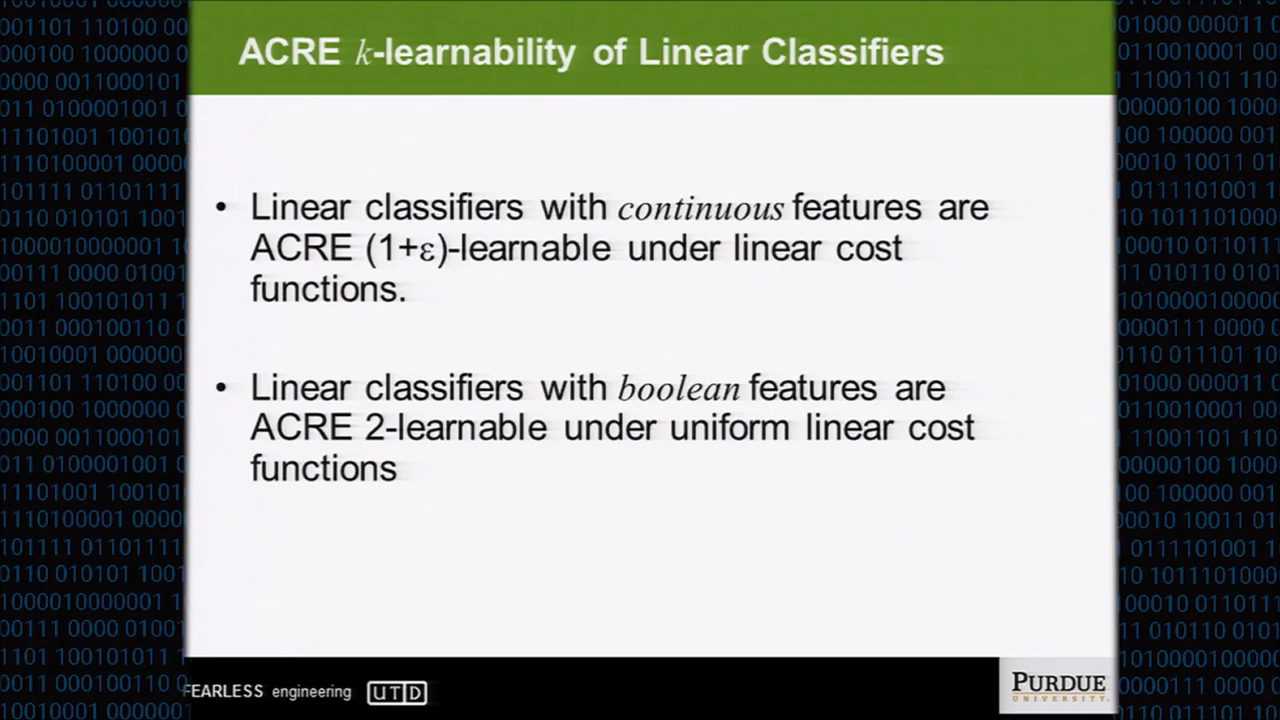 ACRE k-learnability of Linear Classifiers
• Linear classifiers with continuous features are
ACRE (1+ε)-learnable under linear cost
functions.
• Linear classifiers with boolean features are
ACRE 2-learnable under uniform linear cost
functions
FEARLESS engineering UTD
PURDUE
UNIVERSITY